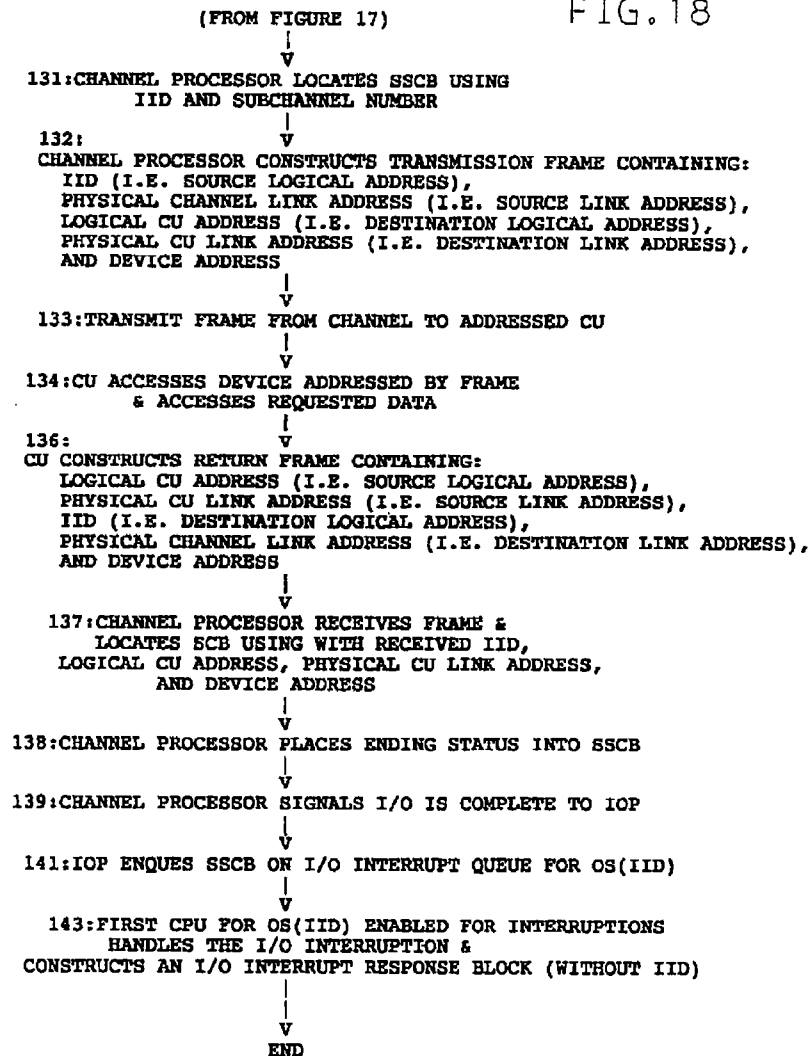 (FROM FIGURE 17)
FIG. 18
131:CHANNEL PROCESSOR LOCATES SSCB USING
IID AND SUBCHANNEL NUMBER
132:
CHANNEL PROCESSOR CONSTRUCTS TRANSMISSION FRAME CONTAINING:
IID (I.E. SOURCE LOGICAL ADDRESS),
PHYSICAL CHANNEL LINK ADDRESS (I.E. SOURCE LINK ADDRESS),
LOGICAL CU ADDRESS (I.E. DESTINATION LOGICAL ADDRESS),
PHYSICAL CU LINK ADDRESS (I.E. DESTINATION LINK ADDRESS),
AND DEVICE ADDRESS
133:TRANSMIT FRAME FROM CHANNEL TO ADDRESSED CU
134:CU ACCESSES DEVICE ADDRESSED BY FRAME
& ACCESSES REQUESTED DATA
136:
CU CONSTRUCTS RETURN FRAME CONTAINING:
LOGICAL CU ADDRESS (I.E. SOURCE LOGICAL ADDRESS),
PHYSICAL CU LINK ADDRESS (I.E. SOURCE LINK ADDRESS),
IID (I.E. DESTINATION LOGICAL ADDRESS),
PHYSICAL CHANNEL LINK ADDRESS (I.E. DESTINATION LINK ADDRESS),
AND DEVICE ADDRESS
137:CHANNEL PROCESSOR RECEIVES FRAME &
LOCATES SCB USING WITH RECEIVED IID,
LOGICAL CU ADDRESS, PHYSICAL CU LINK ADDRESS,
AND DEVICE ADDRESS
138:CHANNEL PROCESSOR PLACES ENDING STATUS INTO SSCB
139:CHANNEL PROCESSOR SIGNALS I/O IS COMPLETE TO IOP
141:IOP ENQUES SSCB ON I/O INTERRUPT QUEUE FOR OS(IID)
143:FIRST CPU FOR OS(IID) ENABLED FOR INTERRUPTIONS
HANDLES THE I/O INTERRUPTION &
CONSTRUCTS AN I/O INTERRUPT RESPONSE BLOCK (WITHOUT IID)
END